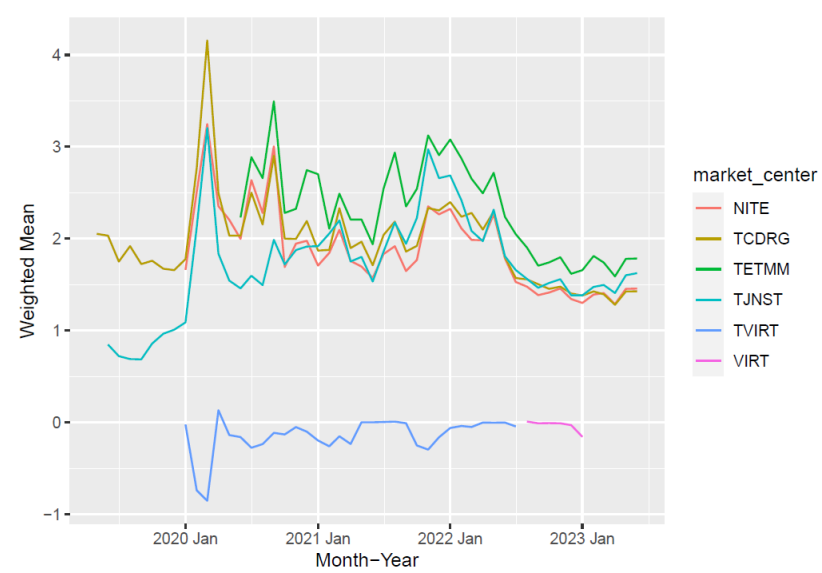 4
3
2
1
0
−1
Weighted Mean
2020 Jan
2021 Jan
2022 Jan
2023 Jan
Month−Year
market_center
NITE
TCDRG
TETMM
TJNST
TVIRT
VIRT